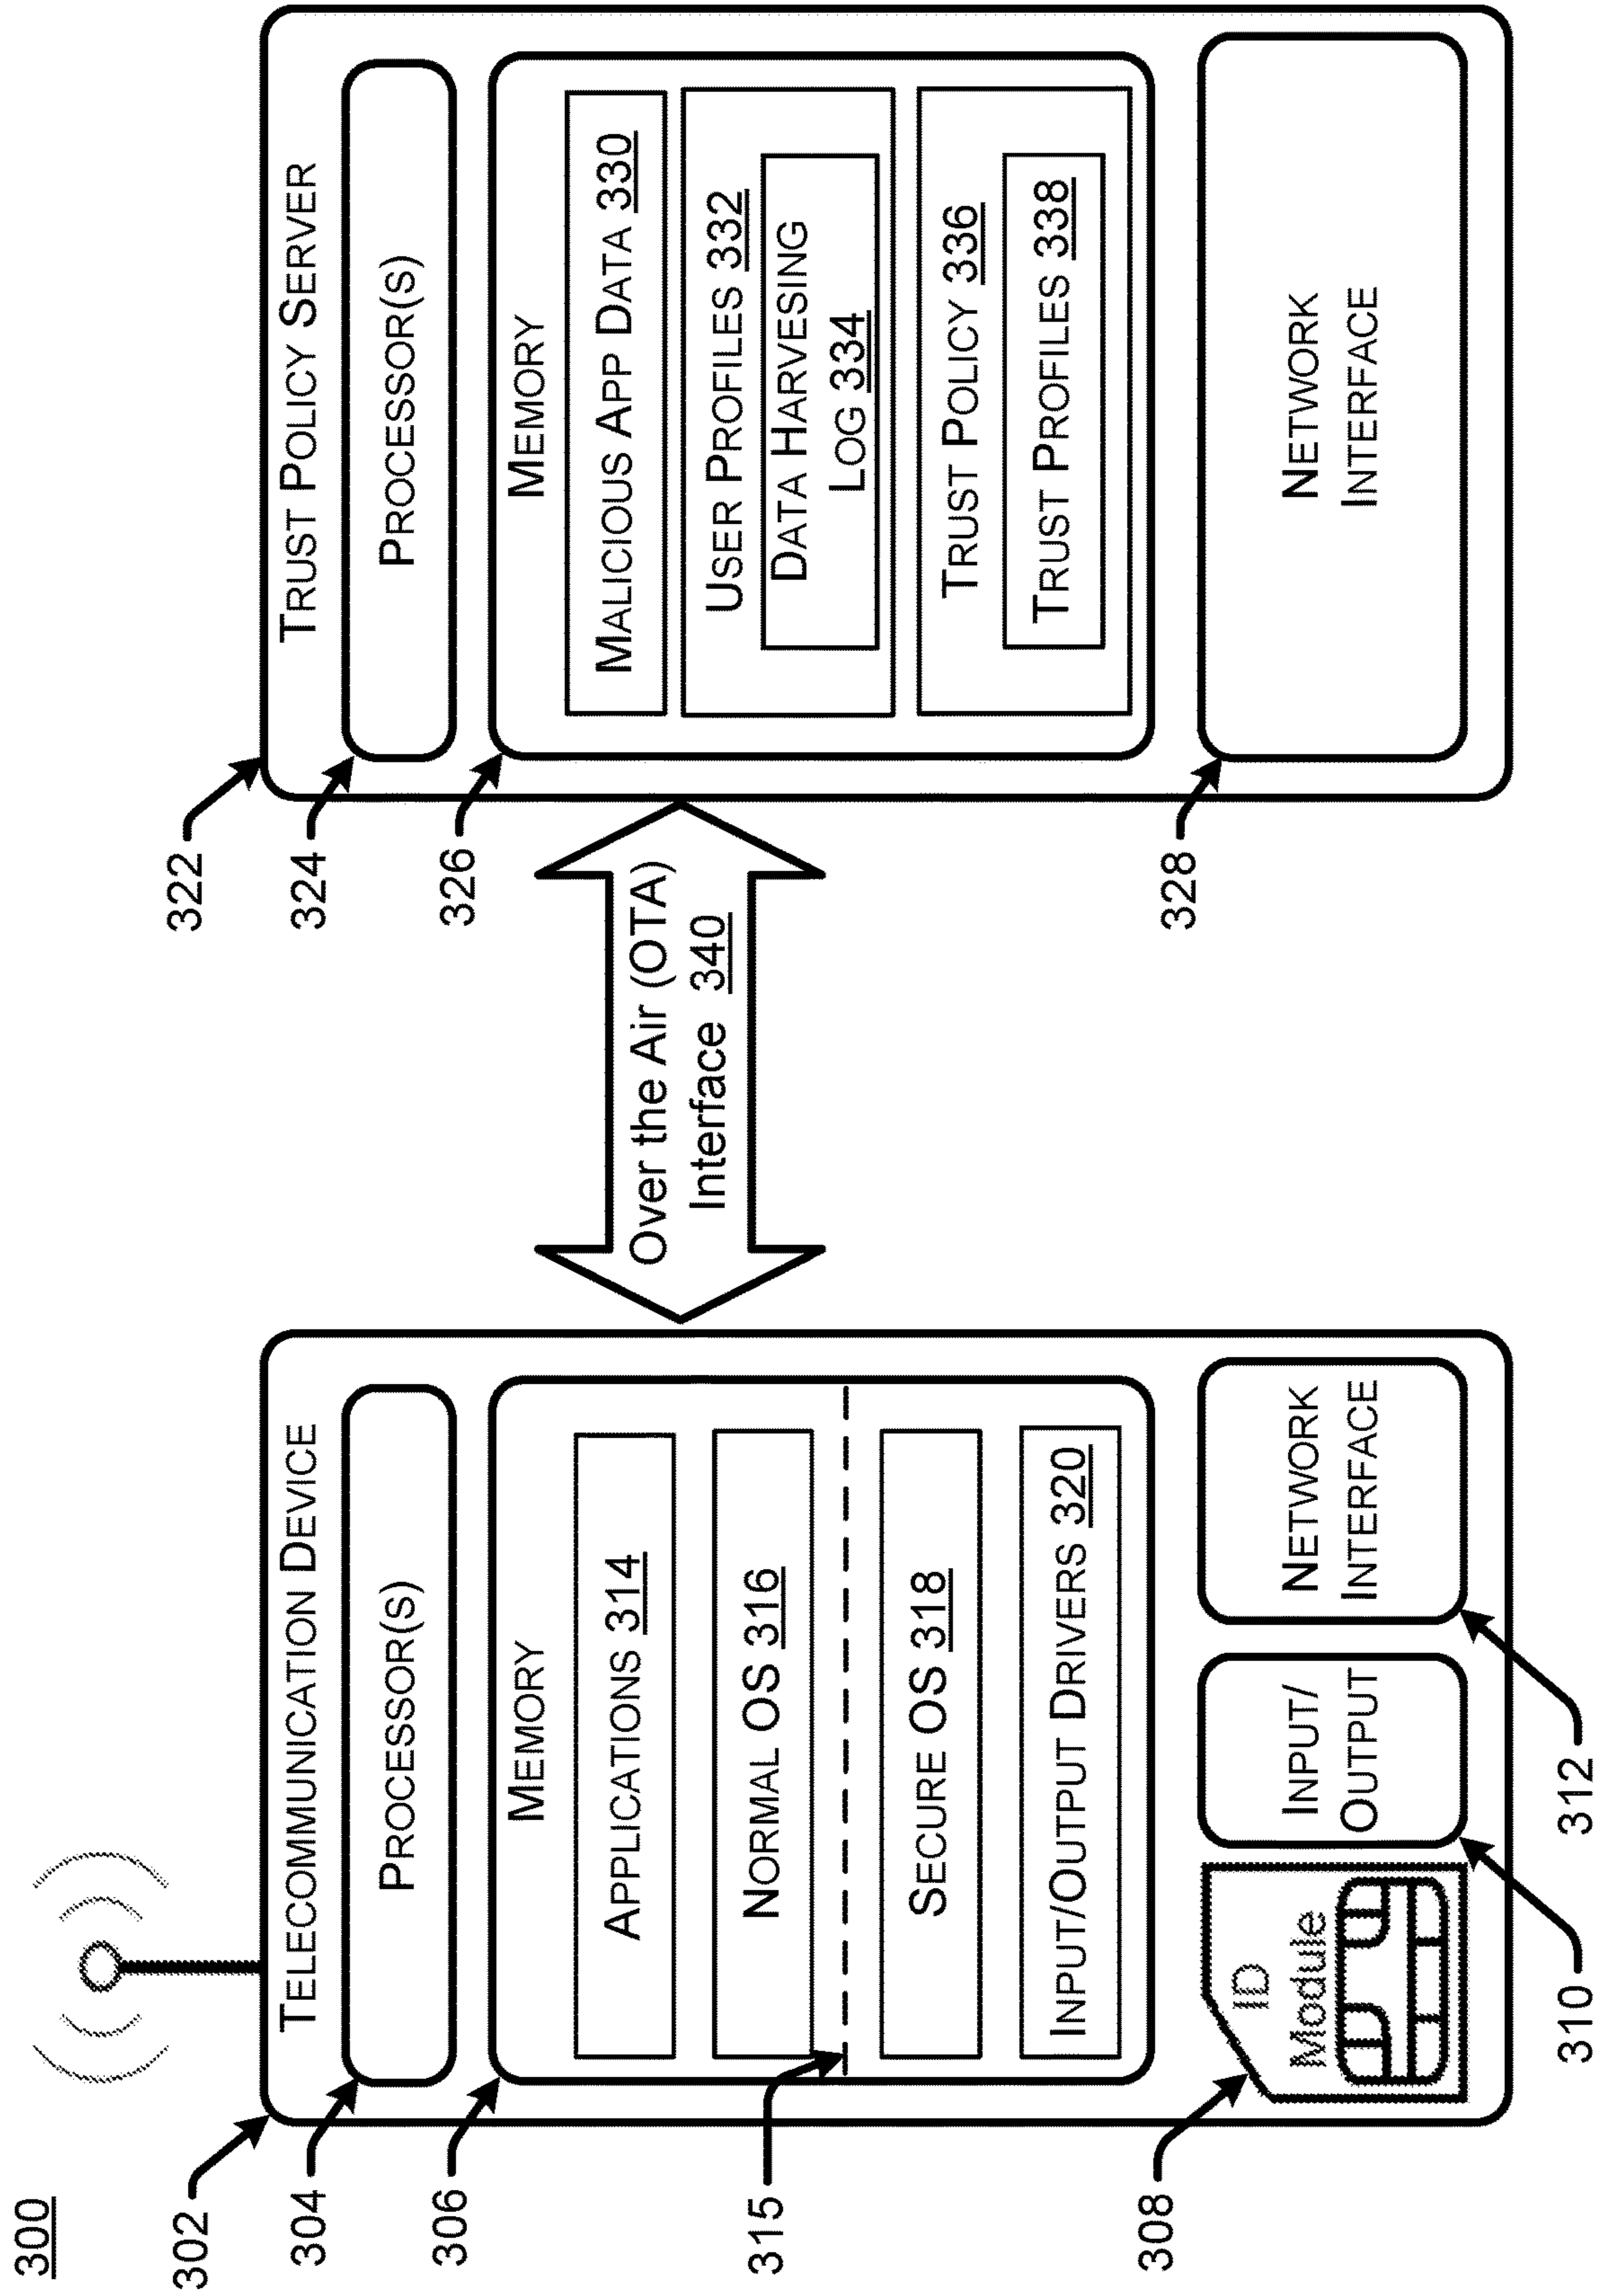 300
302
TELECOMMUNICATION DEVICE
304
PROCESSOR(S)
306
MEMORY
APPLICATIONS 314
NORMAL OS 316
315
SECURE OS 318
INPUT/OUTPUT DRIVERS 320
308
ID
Module
310
INPUT/
OUTPUT
312
NETWORK
INTERFACE
Over the Air (OTA)
Interface 340
322
TRUST POLICY SERVER
324
PROCESSOR(S)
326
MEMORY
MALICIOUS APP DATA 330
USER PROFILES 332
DATA HARVESING
LOG 334
TRUST POLICY 336
TRUST PROFILES 338
328
NETWORK
INTERFACE